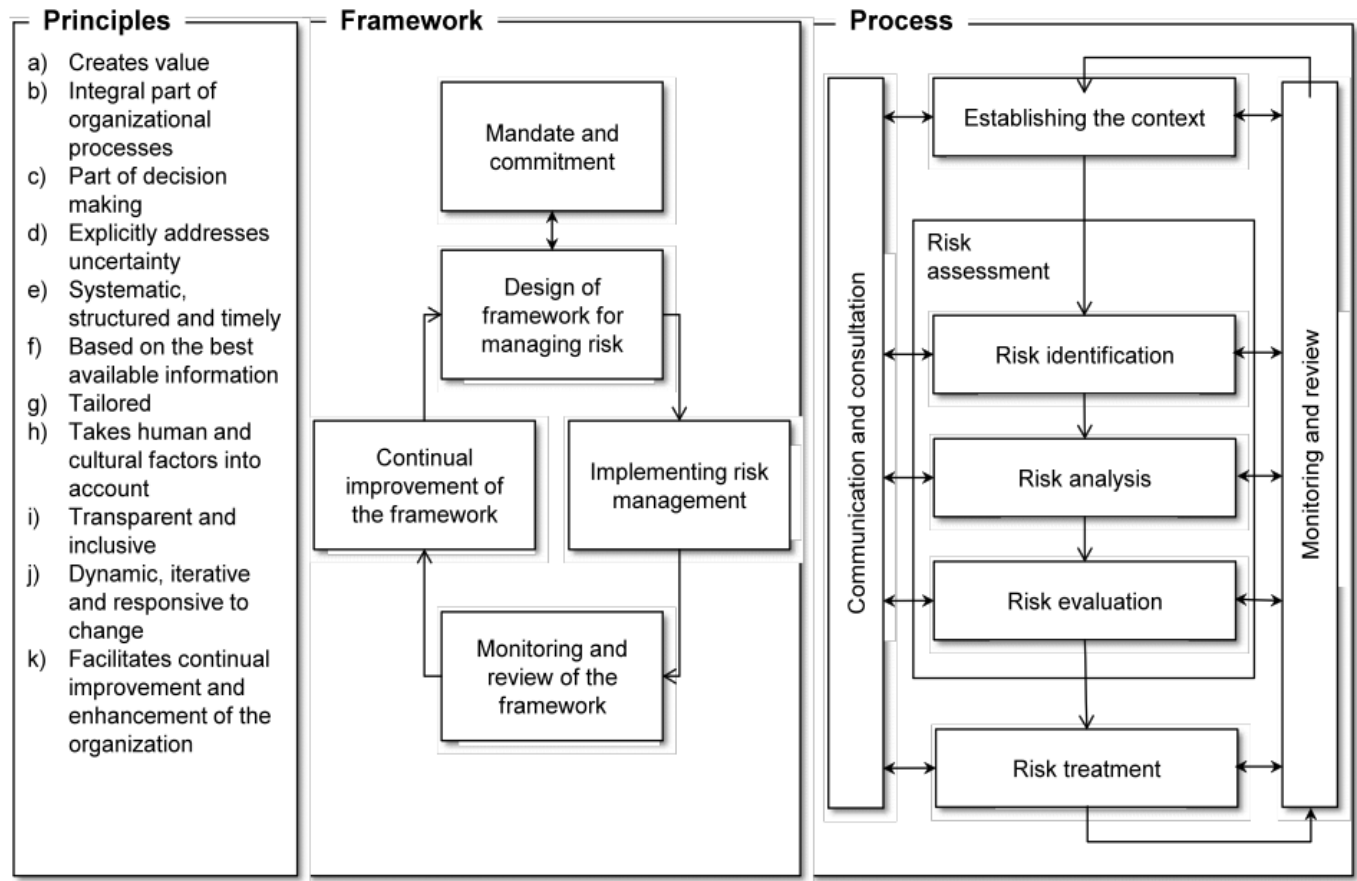 Principles
a) Creates value
b) Integral part of
organizational
processes
c) Part of decision
making
d) Explicitly addresses
uncertainty
e) Systematic,
structured and timely
f) Based on the best
available information
g) Tailored
h) Takes human and
cultural factors into
account
i) Transparent and
inclusive
j) Dynamic, iterative
and responsive to
change
k) Facilitates continual
improvement and
enhancement of the
organization
Framework
Mandate and
commitment
Design of
framework for
managing risk
Continual
improvement of
the framework
Implementing risk
management
Monitoring and
review of the
framework
Process
Communication and consultation
Establishing the context
Risk
assessment
Risk identification
Risk analysis
Risk evaluation
Risk treatment
Monitoring and review